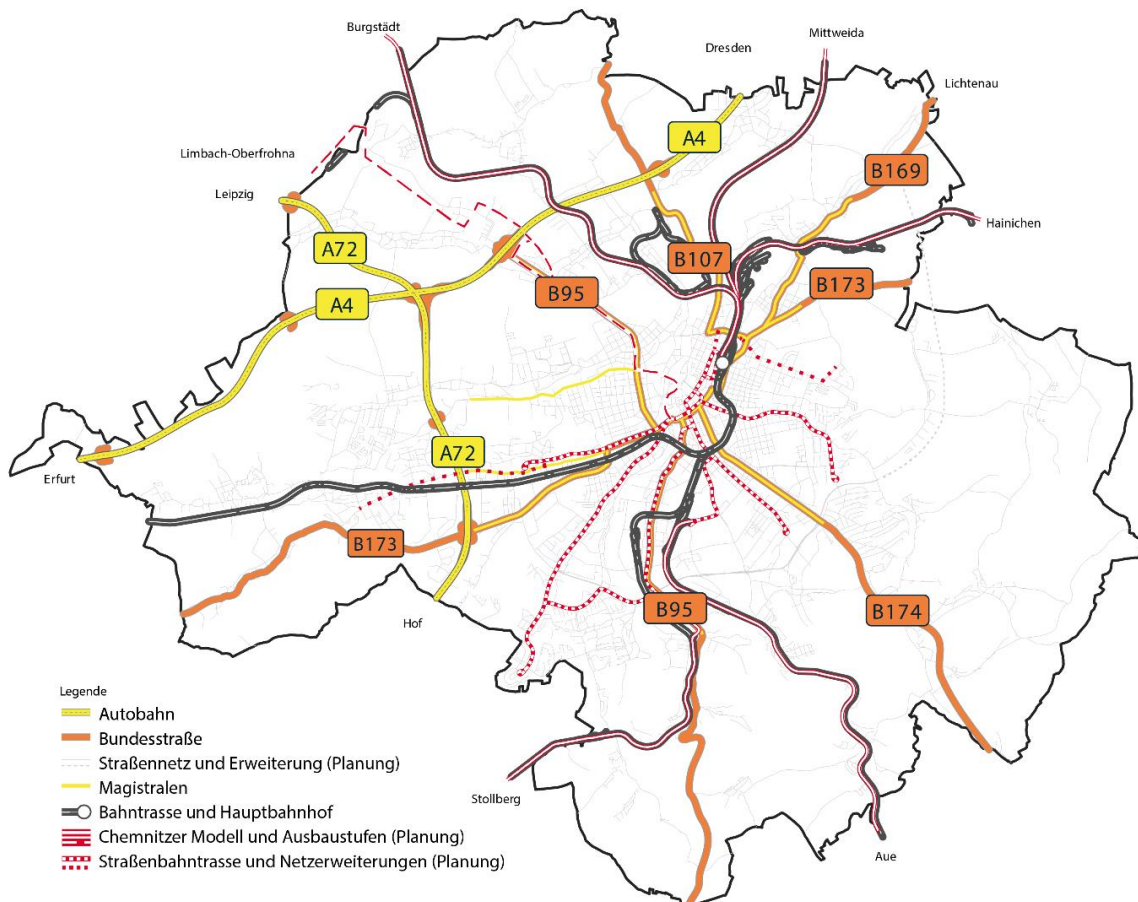 Burgstädt
Dresden
Mittweida
Lichtenau
A4
Limbach-Oberfrohna
B169
Leipzig
Hainichen
A72
B107
B173
A4
B95
A72
Erfurt
B173
Hof
B95
B174
Legende
Autobahn
Bundesstraße
Straßennetz und Erweiterung (Planung)
Magistralen
Bahntrasse und Hauptbahnhof
Chemnitzer Modell und Ausbaustufen (Planung)
Straßenbahntrasse und Netzerweiterungen (Planung)
Stollberg
Aue